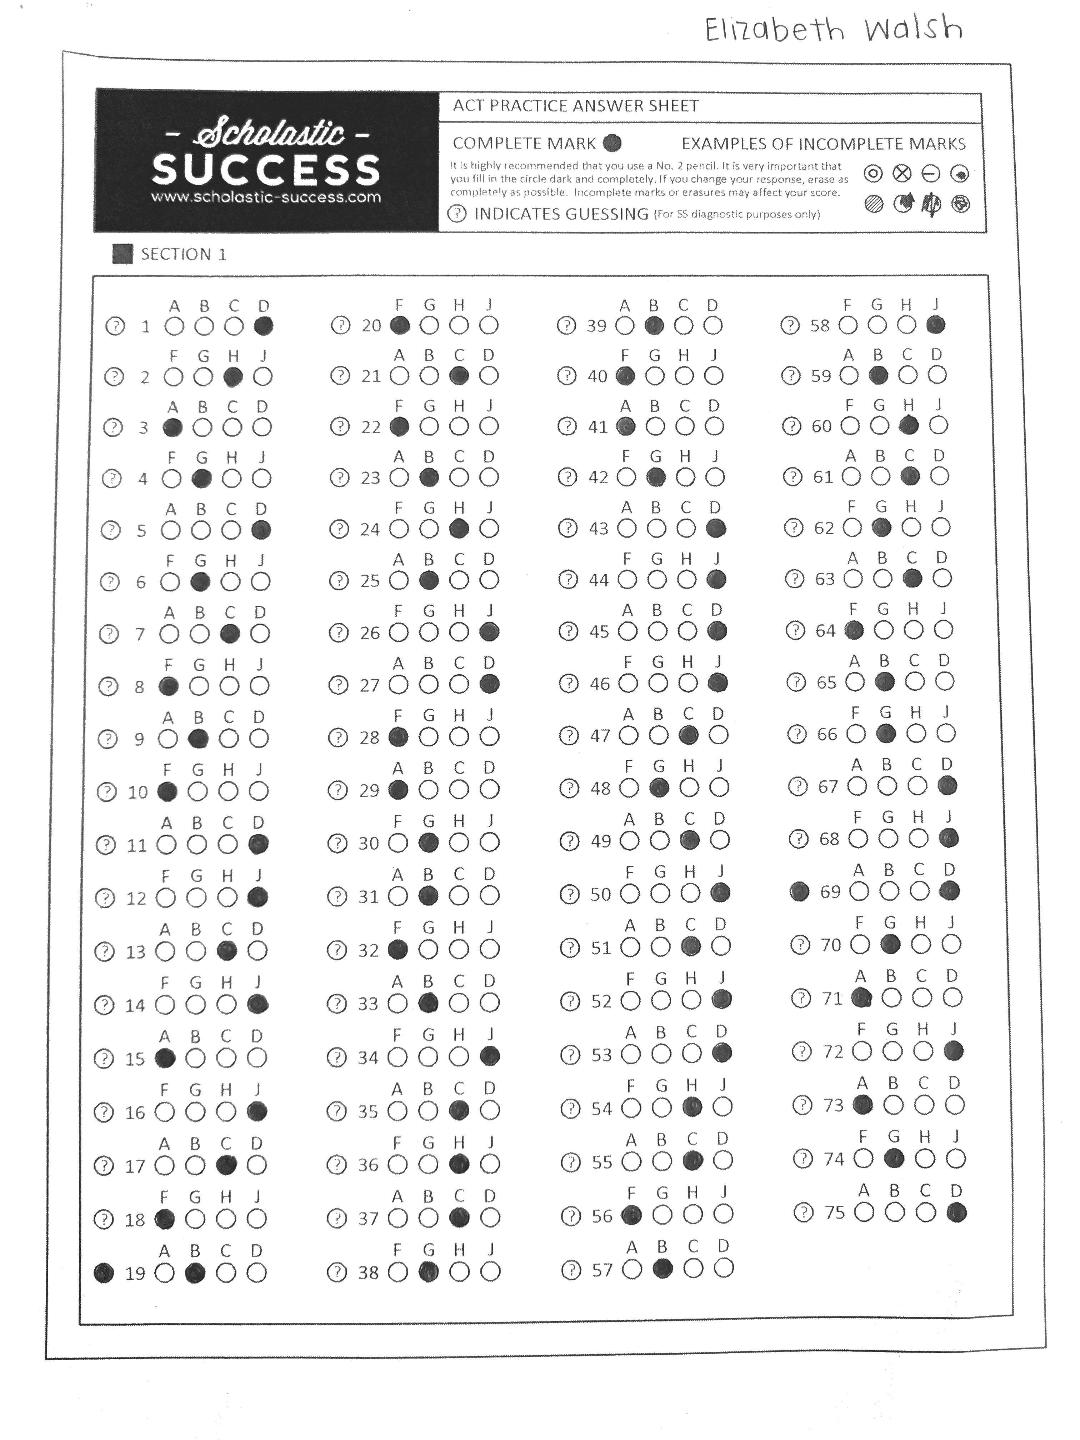 Elizabeth Walsh
ACT PRACTICE ANSWER SHEET
– Scholastic –
SUCCESS
www.scholastic-success.com
COMPLETE MARK EXAMPLES OF INCOMPLETE MARKS
It is highly recommended that you use a No. 2 pencil. It is very important that
you fill in the circle dark and completely. If you change your response, erase as
completely as possible. Incomplete marks or erasures may affect your score.
? INDICATES GUESSING (For SS diagnostic purposes only)
SECTION 1
A B C D
? 1
F G H J
? 2
A B C D
? 3
F G H J
? 4
A B C D
? 5
F G H J
? 6
A B C D
? 7
F G H J
? 8
A B C D
? 9
F G H J
? 10
A B C D
? 11
F G H J
? 12
A B C D
? 13
F G H J
? 14
A B C D
? 15
F G H J
? 16
A B C D
? 17
F G H J
? 18
A B C D
19
F G H J
? 20
A B C D
? 21
F G H J
? 22
A B C D
? 23
F G H J
? 24
A B C D
? 25
F G H J
? 26
A B C D
? 27
F G H J
? 28
A B C D
? 29
F G H J
? 30
A B C D
? 31
F G H J
? 32
A B C D
? 33
F G H J
? 34
A B C D
? 35
F G H J
? 36
A B C D
? 37
F G H J
? 38
A B C D
? 39
F G H J
? 40
A B C D
? 41
F G H J
? 42
A B C D
? 43
F G H J
? 44
A B C D
? 45
F G H J
? 46
A B C D
? 47
F G H J
? 48
A B C D
? 49
F G H J
? 50
A B C D
? 51
F G H J
? 52
A B C D
? 53
F G H J
? 54
A B C D
? 55
F G H J
? 56
A B C D
? 57
F G H J
? 58
A B C D
? 59
F G H J
? 60
A B C D
? 61
F G H J
? 62
A B C D
? 63
F G H J
? 64
A B C D
? 65
F G H J
? 66
A B C D
? 67
F G H J
? 68
A B C D
69
F G H J
? 70
A B C D
? 71
F G H J
? 72
A B C D
? 73
F G H J
? 74
A B C D
? 75